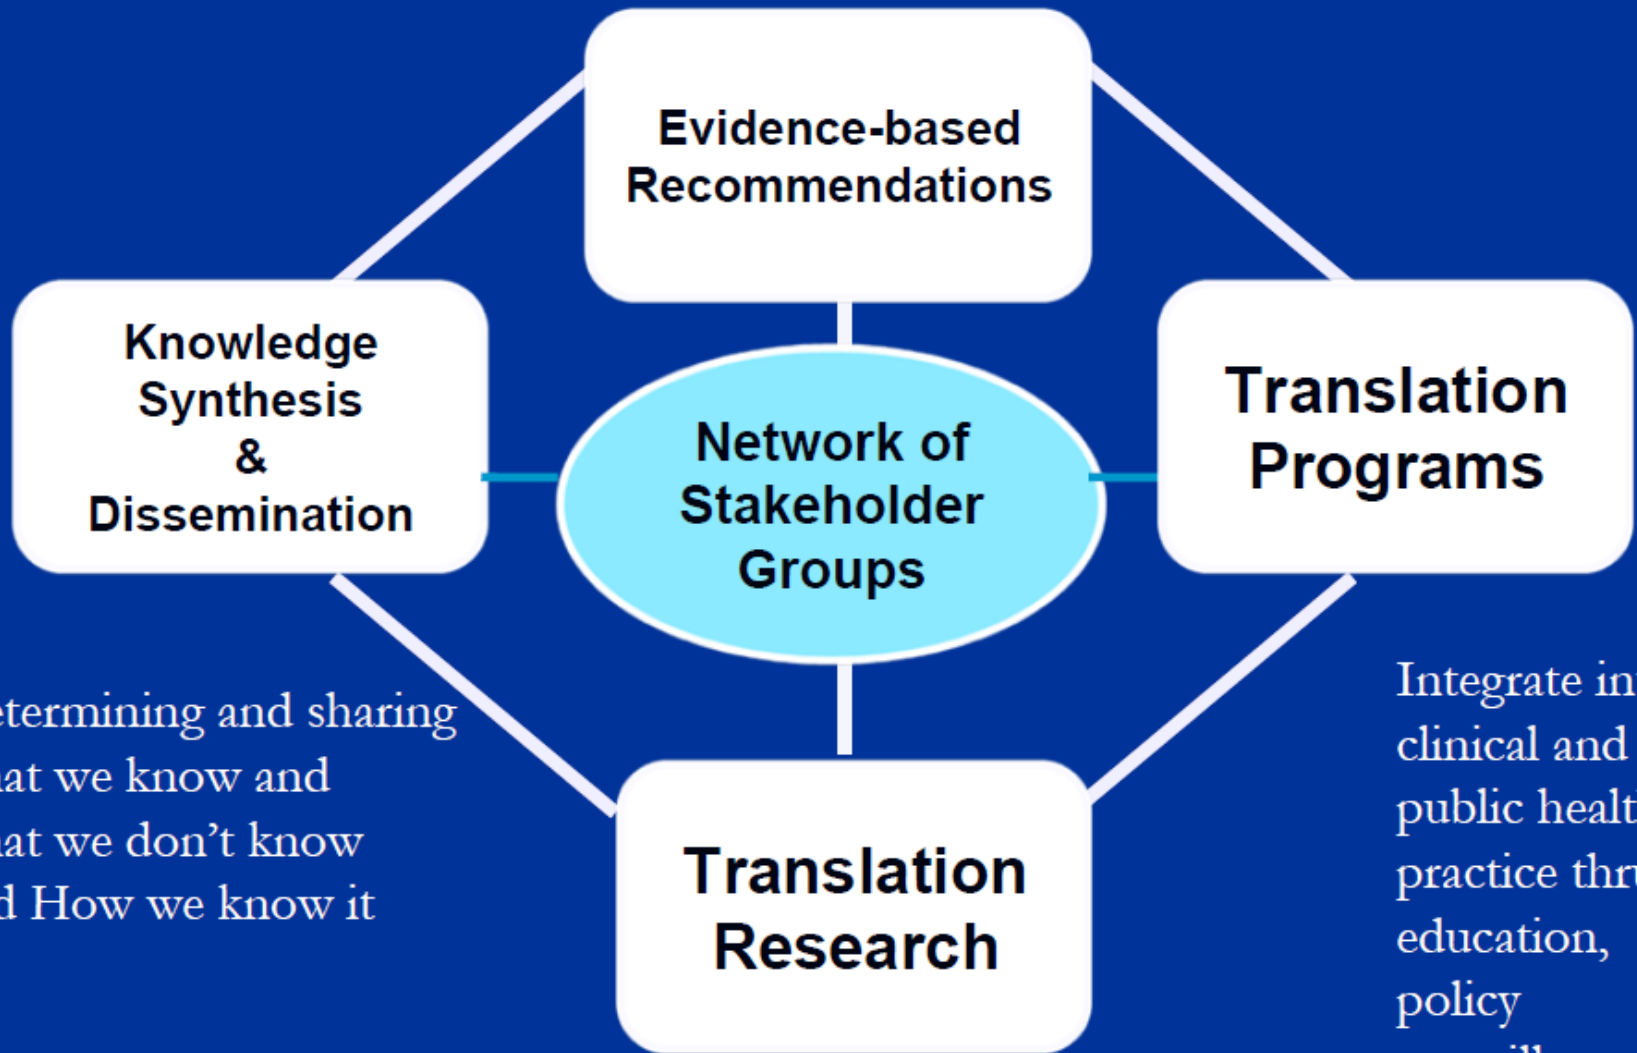 Evidence-based
Recommendations
Knowledge
Synthesis
&
Dissemination
Network of
Stakeholder
Groups
Translation
Programs
Translation
Research
etermining and sharing
at we know and
at we don't know
d How we know it
Integrate in
clinical and
public healt
practice thr
education,
policy